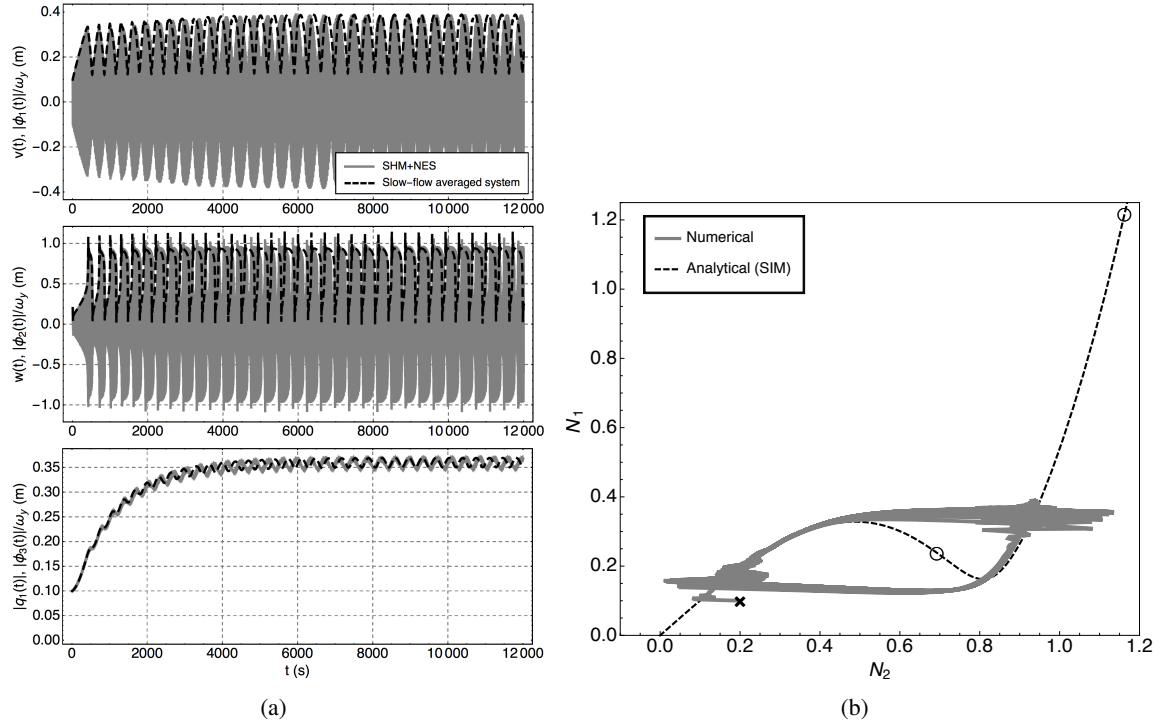 0.4
0.2
0.0
−0.2
−0.4
v(t), |ϕ1(t)|/ωy (m)
SHM+NES
Slow−flow averaged system
0 2000 4000 6000 8000 10 000 12 000
1.0
0.5
0.0
−0.5
−1.0
w(t), |ϕ2(t)|/ωy (m)
0 2000 4000 6000 8000 10 000 12 000
0.35
0.30
0.25
0.20
0.15
0.10
0.05
0.00
|q1(t)|, |ϕ3(t)|/ωy (m)
0 2000 4000 6000 8000 10 000 12 000
t (s)
(a)
1.2
1.0
0.8
0.6
0.4
0.2
0.0
N1
Numerical
Analytical (SIM)
0.0 0.2 0.4 0.6 0.8 1.0 1.2
N2
(b)